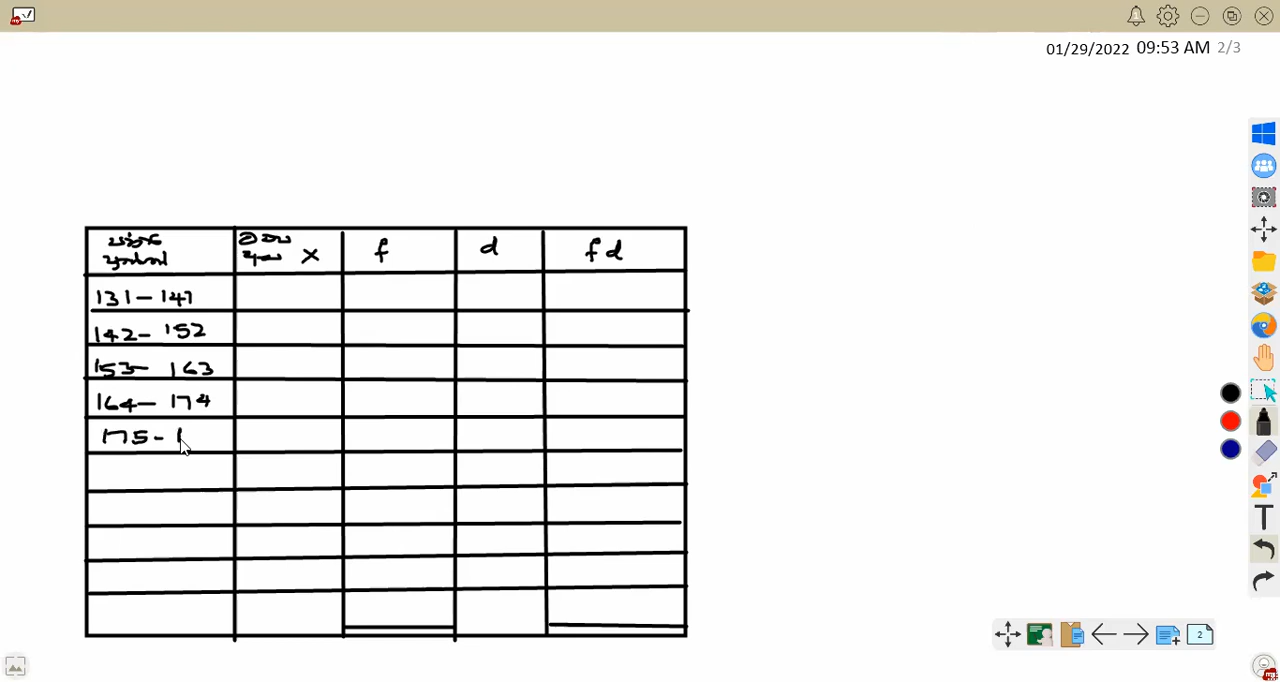 01/29/2022 09:53 AM 2/3
x f d fd
131 - 141
142 - 152
153 - 163
164 - 174
175 - 1
2